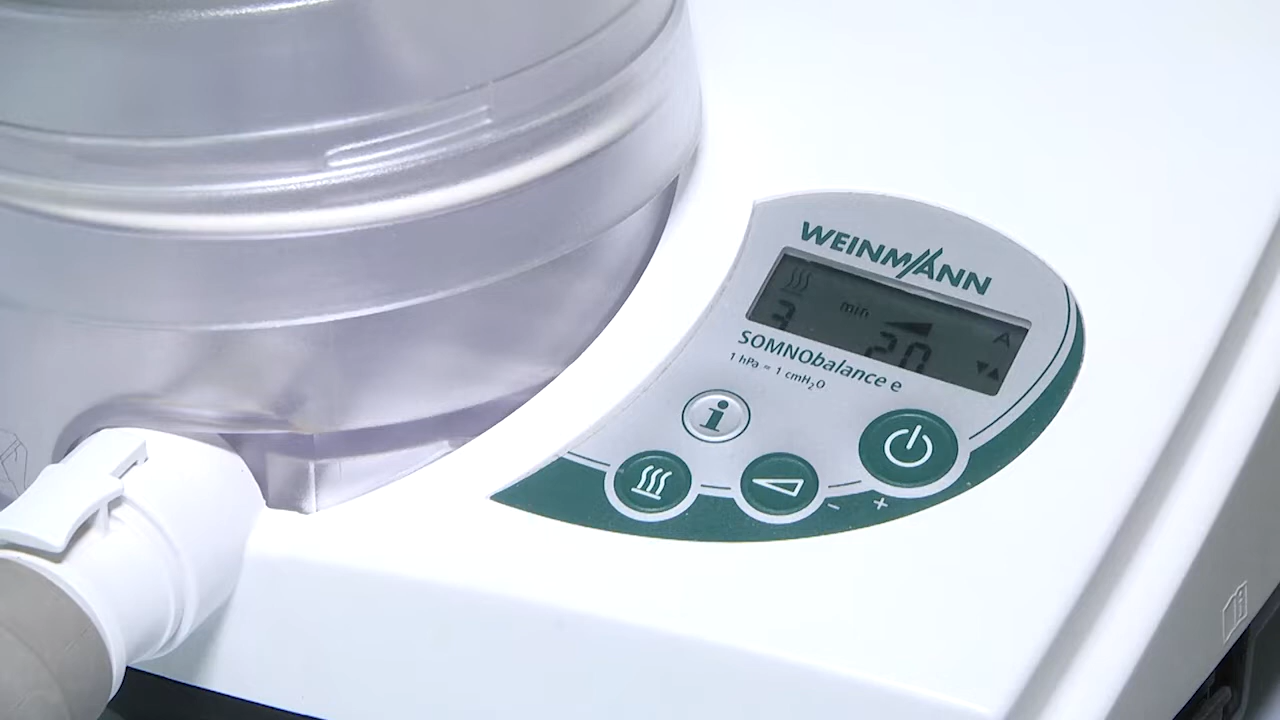 WEINMANN
min
3 20 A
SOMNObalance e
1 hPa ≈ 1 cmH₂O
i
− +